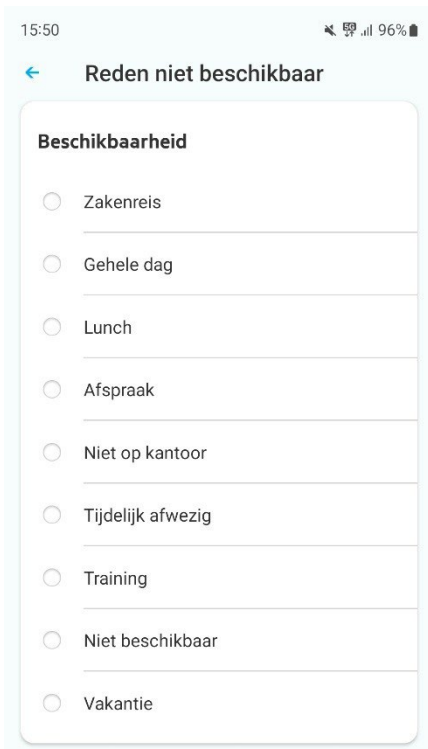 15:50
5G 96%
Reden niet beschikbaar
Beschikbaarheid
Zakenreis
Gehele dag
Lunch
Afspraak
Niet op kantoor
Tijdelijk afwezig
Training
Niet beschikbaar
Vakantie